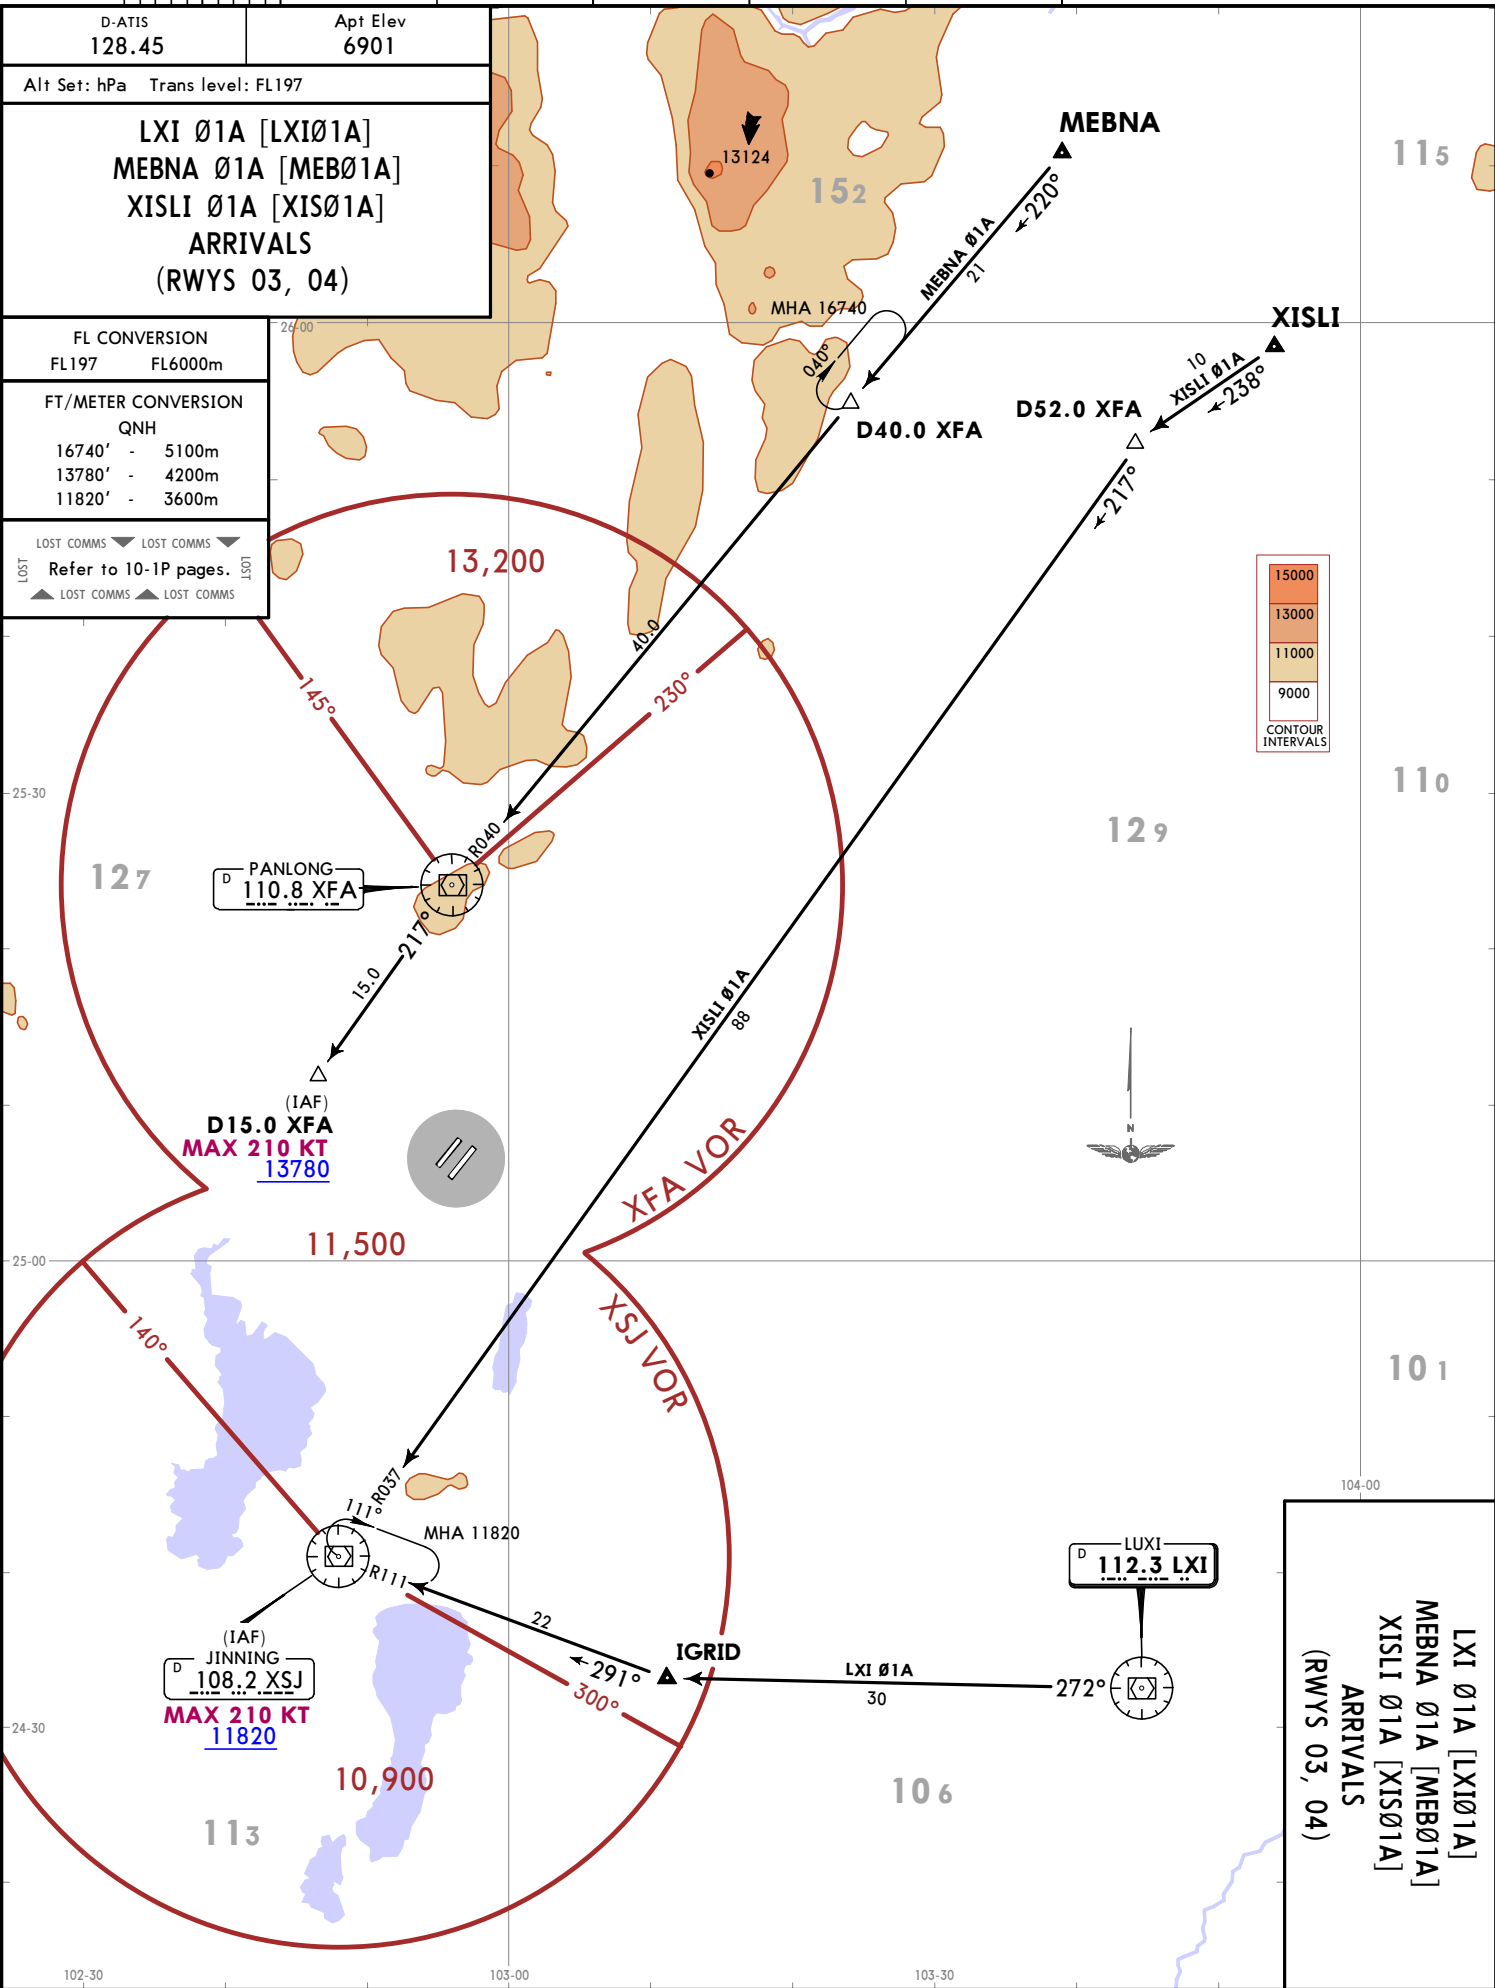 D-ATIS
128.45
Apt Elev
6901
Alt Set: hPa Trans level: FL197
LXI Ø1A [LXIØ1A]
MEBNA Ø1A [MEBØ1A]
XISLI Ø1A [XISØ1A]
ARRIVALS
(RWYS 03, 04)
FL CONVERSION
FL197 FL6000m
FT/METER CONVERSION
QNH
16740' - 5100m
13780' - 4200m
11820' - 3600m
LOST COMMS LOST COMMS
LOST
Refer to 10-1P pages.
LOST
LOST COMMS LOST COMMS
13124
152
MEBNA
115
220°
MEBNA Ø1A
21
MHA 16740
26-00
040°
D40.0 XFA
XISLI
10
XISLI Ø1A
238°
D52.0 XFA
217°
13,200
40.0
145°
230°
15000
13000
11000
9000
CONTOUR
INTERVALS
25-30
110
129
127
R040
PANLONG
D 110.8 XFA
217°
15.0
XISLI Ø1A
88
(IAF)
D15.0 XFA
MAX 210 KT
13780
N
XFA VOR
11,500
25-00
XSJ VOR
140°
101
R037
111°
MHA 11820
104-00
R111
(IAF)
JINNING
D 108.2 XSJ
MAX 210 KT
11820
22
291°
IGRID
300°
LXI Ø1A
30
272°
LUXI
D 112.3 LXI
24-30
10,900
113
106
LXI Ø1A [LXIØ1A]
MEBNA Ø1A [MEBØ1A]
XISLI Ø1A [XISØ1A]
ARRIVALS
(RWYS 03, 04)
102-30
103-00
103-30